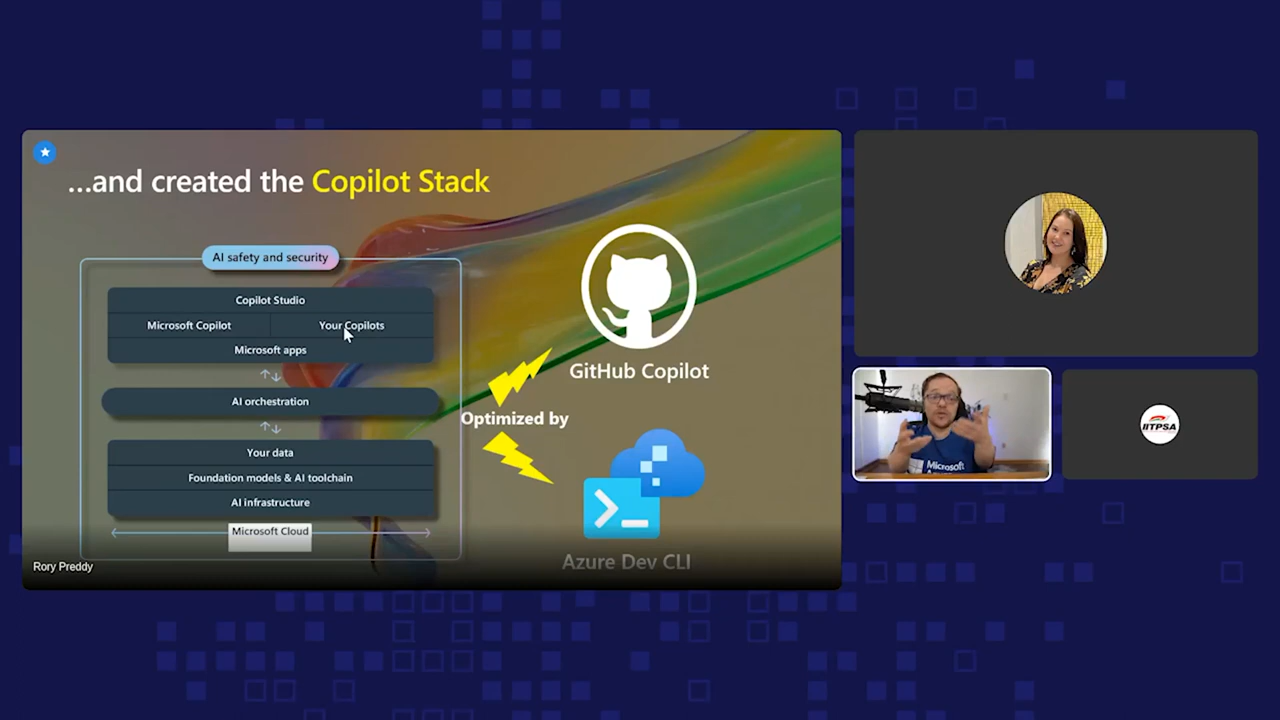 ...and created the Copilot Stack
AI safety and security
Copilot Studio
Microsoft Copilot
Your Copilots
Microsoft apps
AI orchestration
Your data
Foundation models & AI toolchain
AI infrastructure
Microsoft Cloud
GitHub Copilot
Optimized by
Azure Dev CLI
Rory Preddy
Microsoft
IITPSA